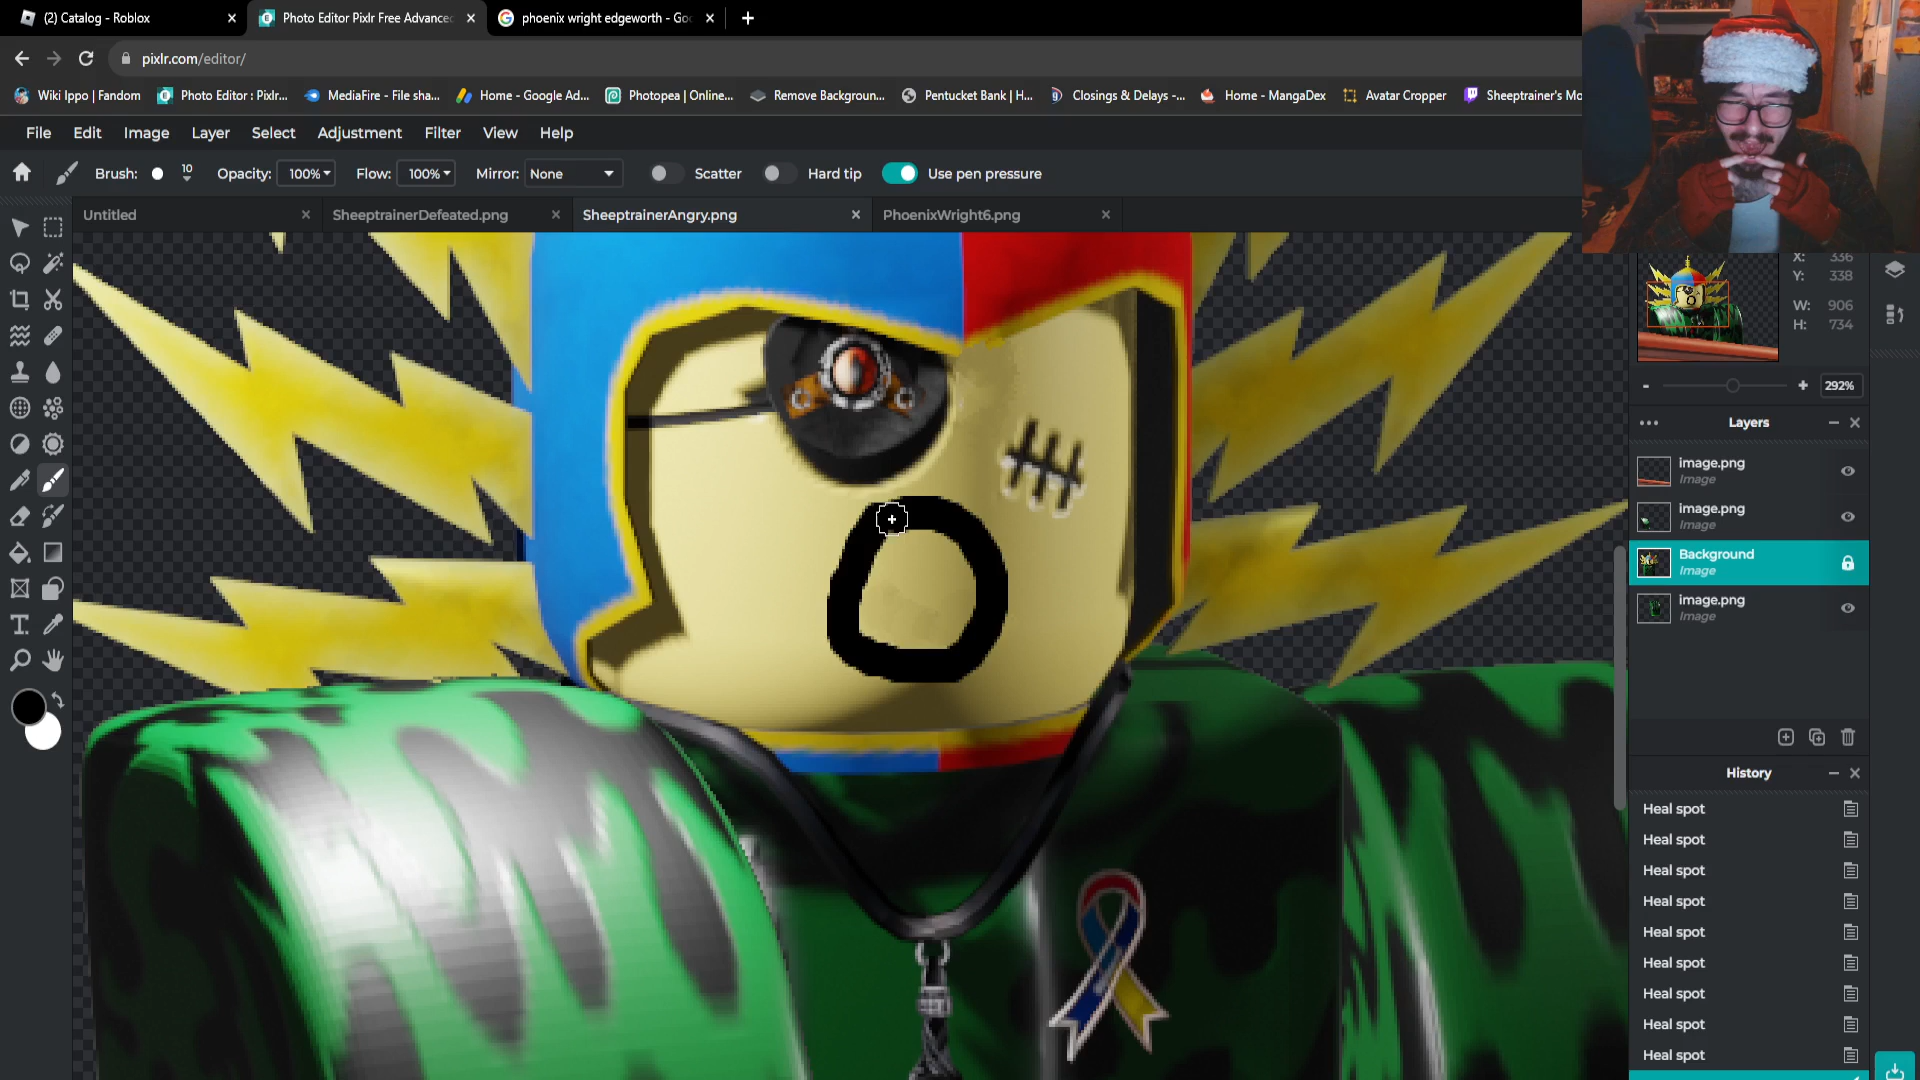 (2) Catalog - Roblox
Photo Editor Pixlr Free Advance
phoenix wright edgeworth - Go
pixlr.com/editor/
Wiki Ippo | Fandom
Photo Editor : Pixlr...
MediaFire - File sha...
Home - Google Ad...
Photopea | Online...
Remove Backgroun...
Pentucket Bank | H...
Closings & Delays -...
Home - MangaDex
Avatar Cropper
Sheeptrainer's Mo
File Edit Image Layer Select Adjustment Filter View Help
Brush: 10 Opacity: 100% Flow: 100% Mirror: None Scatter Hard tip Use pen pressure
Untitled
SheeptrainerDefeated.png
SheeptrainerAngry.png
PhoenixWright6.png
X: 336
Y: 338
W: 906
H: 734
292%
Layers
image.png
Image
image.png
Image
Background
Image
image.png
Image
History
Heal spot
Heal spot
Heal spot
Heal spot
Heal spot
Heal spot
Heal spot
Heal spot
Heal spot